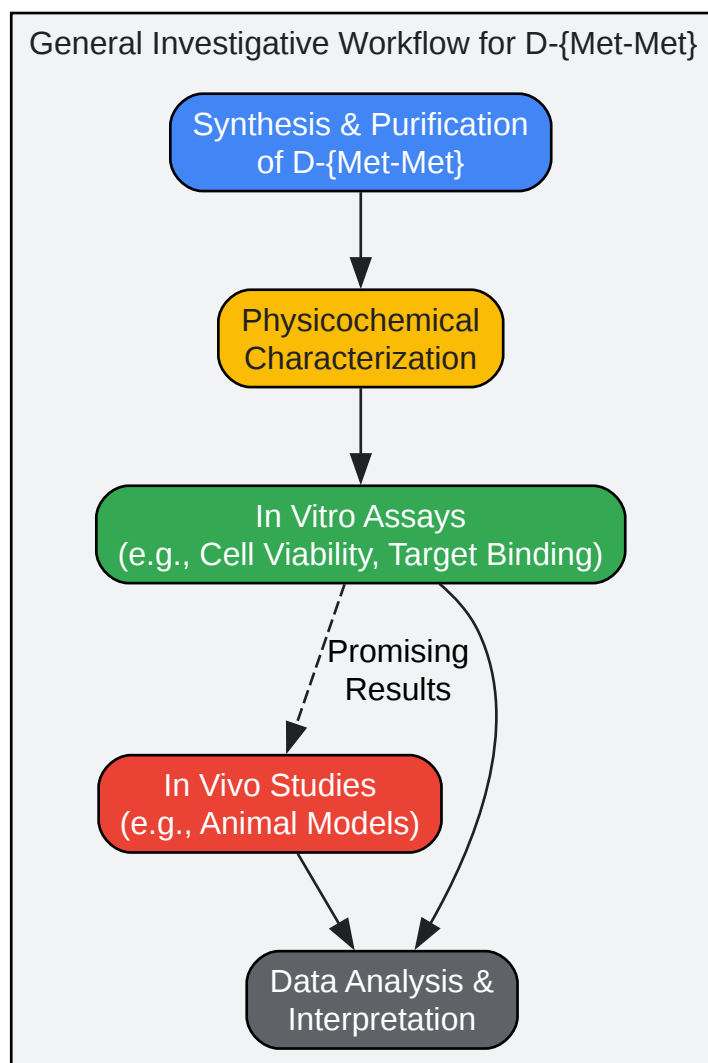 General Investigative Workflow for D-{Met-Met}
Synthesis & Purification
of D-{Met-Met}
Physicochemical
Characterization
In Vitro Assays
(e.g., Cell Viability, Target Binding)
Promising
Results
In Vivo Studies
(e.g., Animal Models)
Data Analysis &
Interpretation